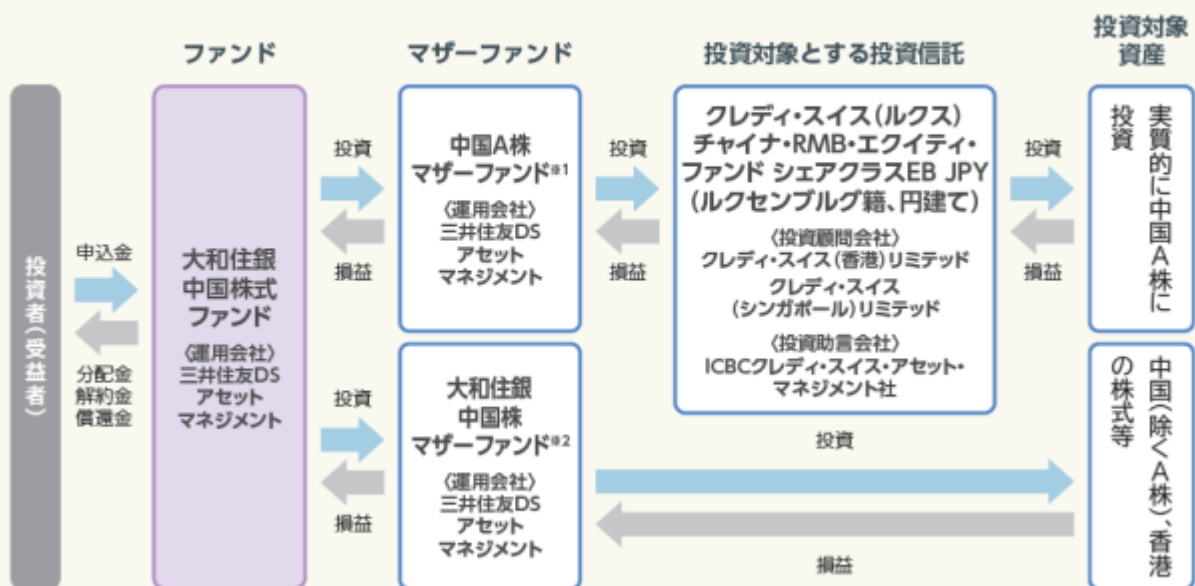 ファンド
マザーファンド
投資対象とする投資信託
投資対象
資産
投資者(受益者)
申込金
分配金
解約金
償還金
大和住銀
中国株式
ファンド
〈運用会社〉
三井住友DS
アセット
マネジメント
投資
損益
中国A株
マザーファンド※1
〈運用会社〉
三井住友DS
アセット
マネジメント
投資
損益
クレディ・スイス(ルクス)
チャイナ・RMB・エクイティ・
ファンド シェアクラスEB JPY
(ルクセンブルグ籍、円建て)
〈投資顧問会社〉
クレディ・スイス(香港)リミテッド
クレディ・スイス
(シンガポール)リミテッド
〈投資助言会社〉
ICBCクレディ・スイス・アセット・
マネジメント社
投資
損益
実質的に中国A株に
投資
投資
損益
大和住銀
中国株
マザーファンド※2
〈運用会社〉
三井住友DS
アセット
マネジメント
投資
損益
中国(除くA株)、香港
の株式等